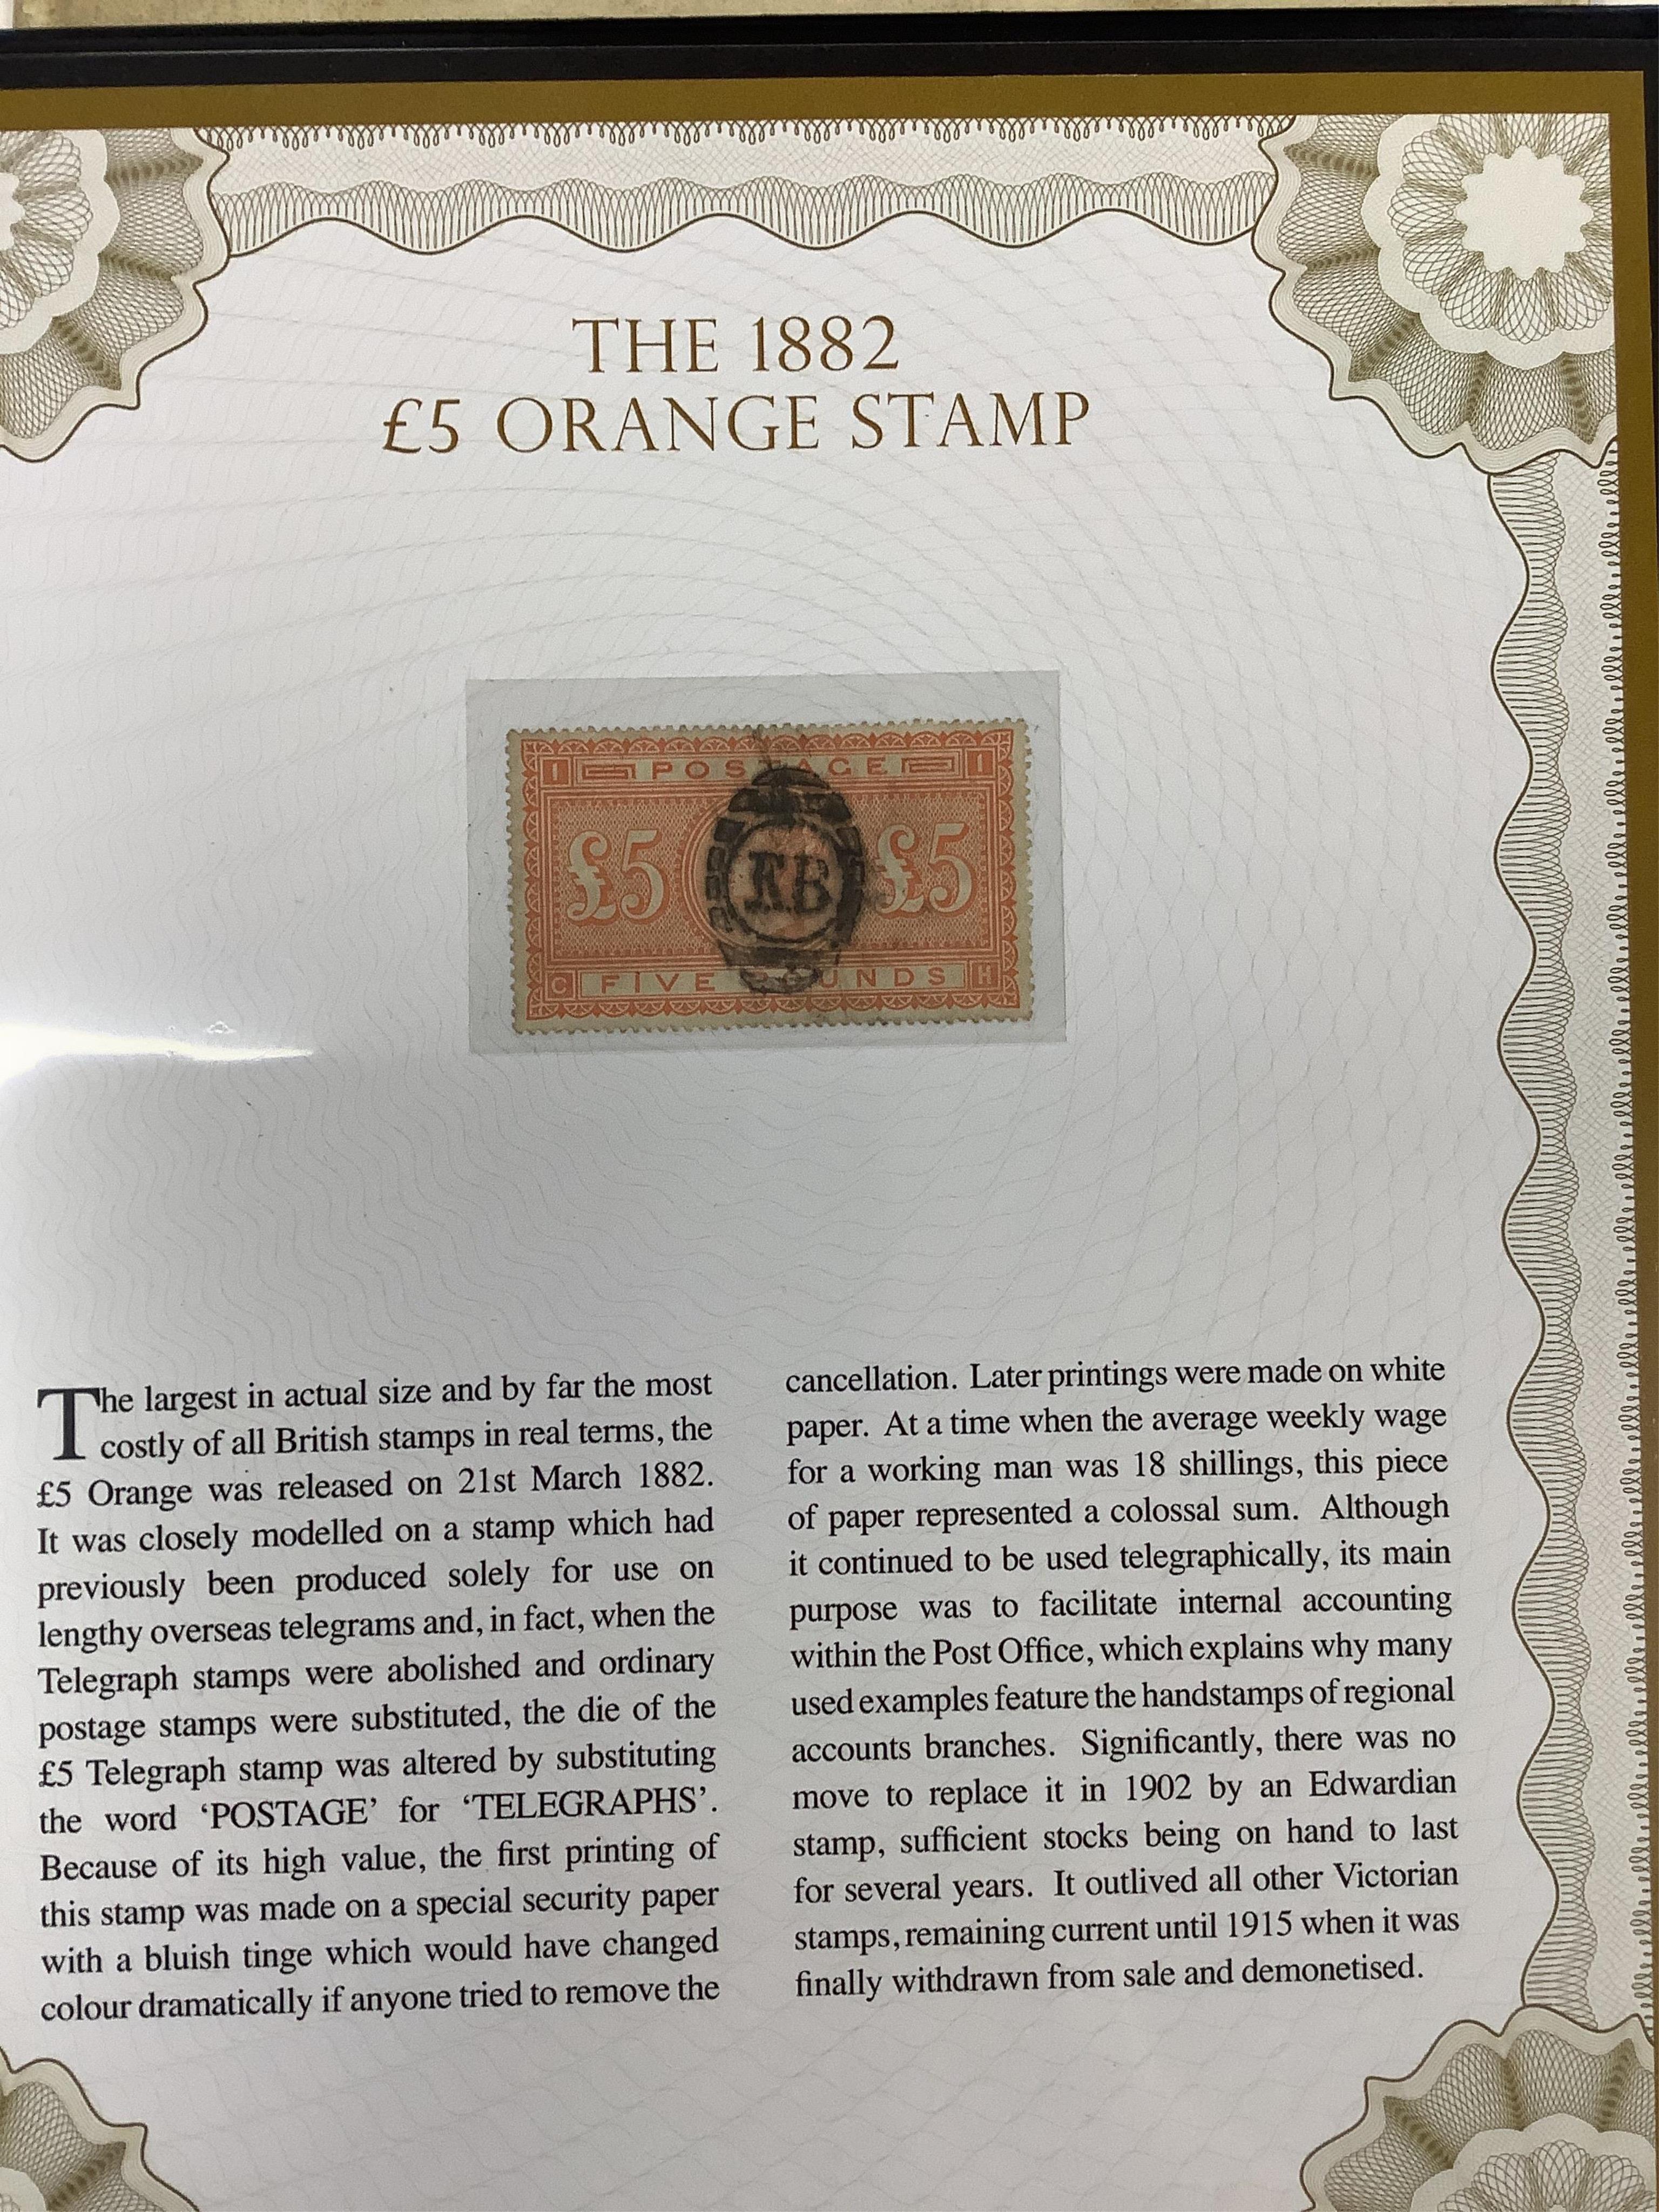 THE 1882
£5 ORANGE STAMP
1 POSTAGE 1
£5 £5
C FIVE POUNDS H
The largest in actual size and by far the most
costly of all British stamps in real terms, the
£5 Orange was released on 21st March 1882.
It was closely modelled on a stamp which had
previously been produced solely for use on
lengthy overseas telegrams and, in fact, when the
Telegraph stamps were abolished and ordinary
postage stamps were substituted, the die of the
£5 Telegraph stamp was altered by substituting
the word ‘POSTAGE’ for ‘TELEGRAPHS’.
Because of its high value, the first printing of
this stamp was made on a special security paper
with a bluish tinge which would have changed
colour dramatically if anyone tried to remove the
cancellation. Later printings were made on white
paper. At a time when the average weekly wage
for a working man was 18 shillings, this piece
of paper represented a colossal sum. Although
it continued to be used telegraphically, its main
purpose was to facilitate internal accounting
within the Post Office, which explains why many
used examples feature the handstamps of regional
accounts branches. Significantly, there was no
move to replace it in 1902 by an Edwardian
stamp, sufficient stocks being on hand to last
for several years. It outlived all other Victorian
stamps, remaining current until 1915 when it was
finally withdrawn from sale and demonetised.